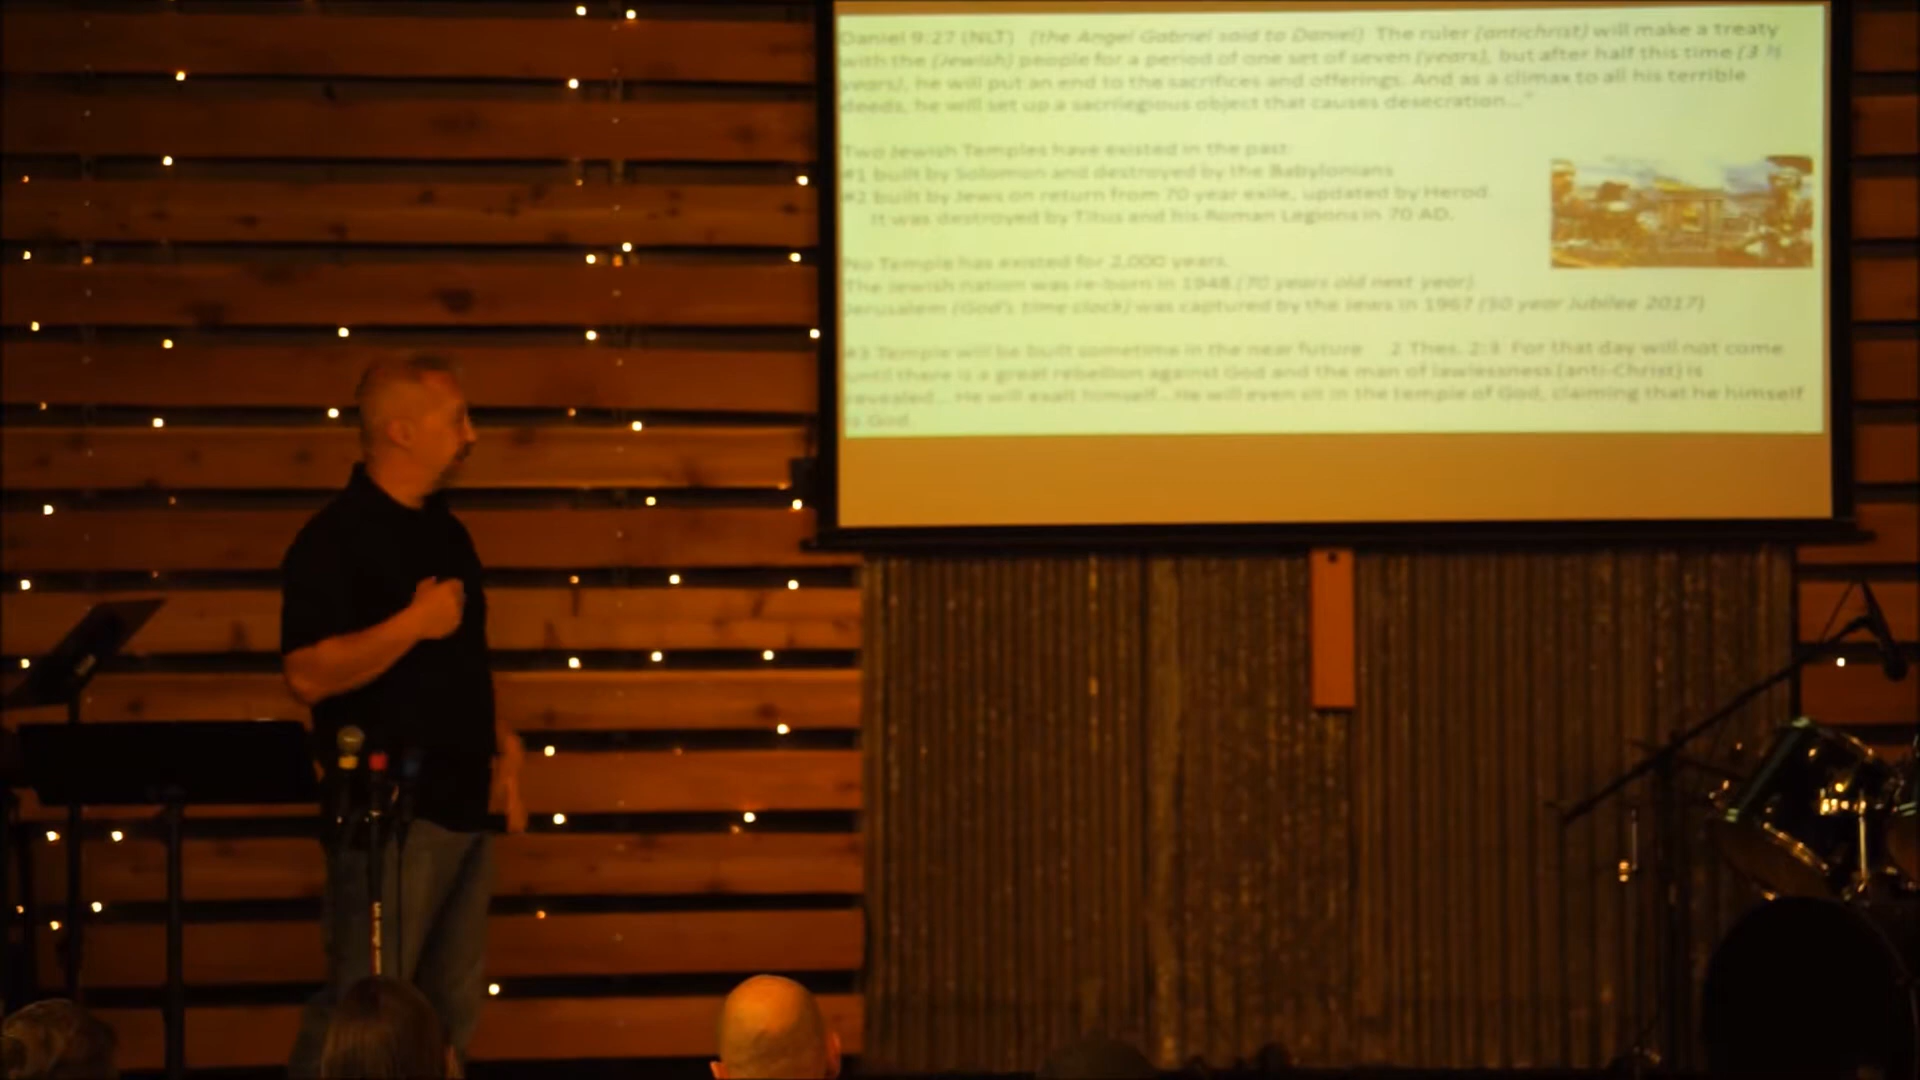 Daniel 9:27 (NLT) (the Angel Gabriel said to Daniel) The ruler (antichrist) will make a treaty
with the (Jewish) people for a period of one set of seven (years), but after half this time (3 ½
years), he will put an end to the sacrifices and offerings. And as a climax to all his terrible
deeds, he will set up a sacrilegious object that causes desecration..."
Two Jewish Temples have existed in the past:
#1 built by Solomon and destroyed by the Babylonians
#2 built by Jews on return from 70 year exile, updated by Herod.
It was destroyed by Titus and his Roman Legions in 70 AD.
No Temple has existed for 2,000 years.
The Jewish nation was re-born in 1948 (70 years old next year)
Jerusalem (God's time clock) was captured by the Jews in 1967 (50 year Jubilee 2017)
#3 Temple will be built sometime in the near future 2 Thes. 2:3 For that day will not come
until there is a great rebellion against God and the man of lawlessness (anti-Christ) is
revealed... He will exalt himself...He will even sit in the temple of God, claiming that he himself
is God.